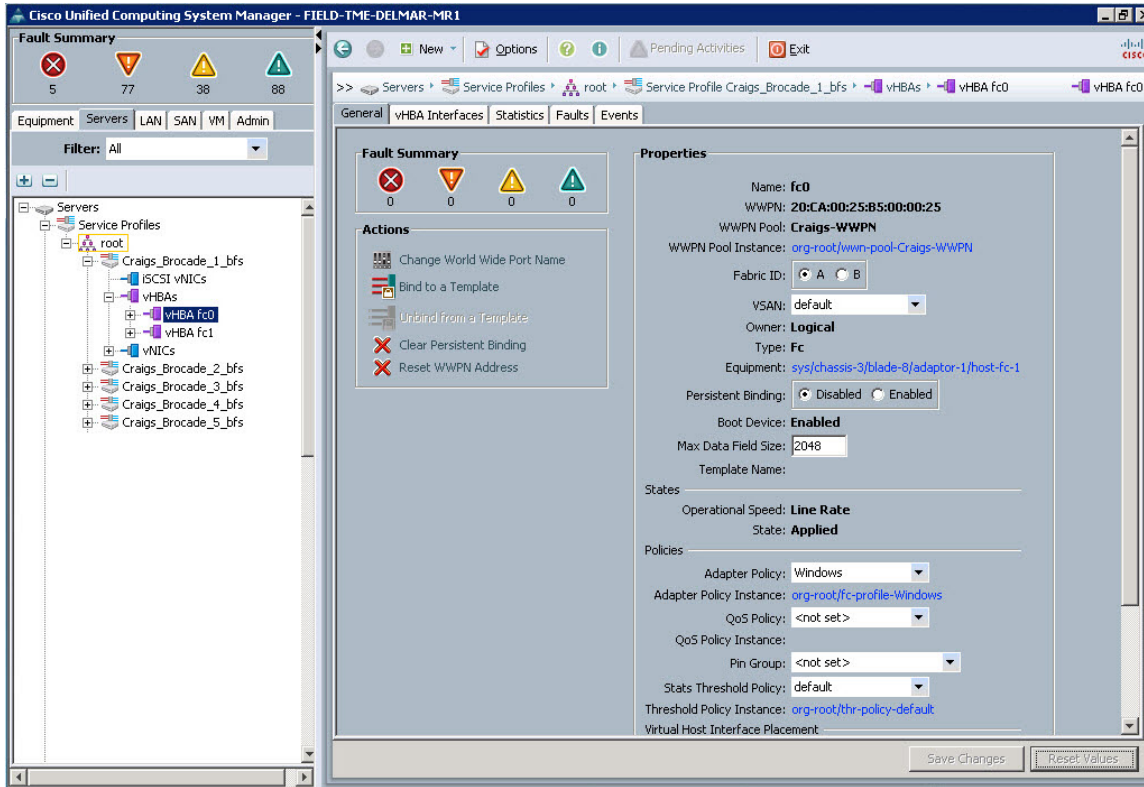 Cisco Unified Computing System Manager - FIELD-TME-DELMAR-MR1
Fault Summary
5 77 38 88
Equipment Servers LAN SAN VM Admin
Filter: All
Servers
Service Profiles
root
Craigs_Brocade_1_bfs
iSCSI vNICs
vHBAs
vHBA fc0
vHBA fc1
vNICs
Craigs_Brocade_2_bfs
Craigs_Brocade_3_bfs
Craigs_Brocade_4_bfs
Craigs_Brocade_5_bfs
New Options ? i Pending Activities Exit
CISCO
>> Servers Service Profiles root Service Profile Craigs_Brocade_1_bfs vHBAs vHBA fc0 vHBA fc0
General vHBA Interfaces Statistics Faults Events
Fault Summary
0 0 0 0
Actions
Change World Wide Port Name
Bind to a Template
Unbind from a Template
Clear Persistent Binding
Reset WWPN Address
Properties
Name: fc0
WWPN: 20:CA:00:25:B5:00:00:25
WWPN Pool: Craigs-WWPN
WWPN Pool Instance: org-root/wwn-pool-Craigs-WWPN
Fabric ID: A B
VSAN: default
Owner: Logical
Type: Fc
Equipment: sys/chassis-3/blade-8/adaptor-1/host-fc-1
Persistent Binding: Disabled Enabled
Boot Device: Enabled
Max Data Field Size: 2048
Template Name:
States
Operational Speed: Line Rate
State: Applied
Policies
Adapter Policy: Windows
Adapter Policy Instance: org-root/fc-profile-Windows
QoS Policy: <not set>
QoS Policy Instance:
Pin Group: <not set>
Stats Threshold Policy: default
Threshold Policy Instance: org-root/thr-policy-default
Virtual Host Interface Placement
Save Changes Reset Values